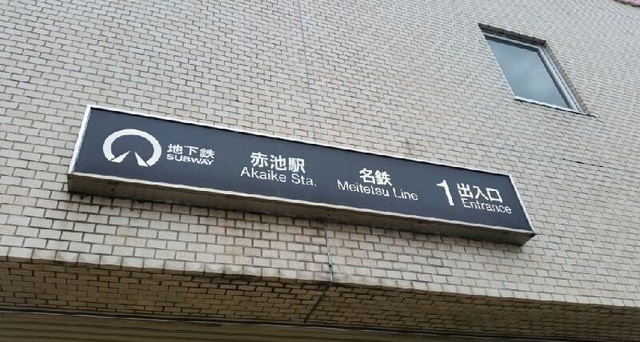 地下鉄
SUBWAY
赤池駅
Akaike Sta.
名鉄
Meitetsu Line
1 出入口
Entrance